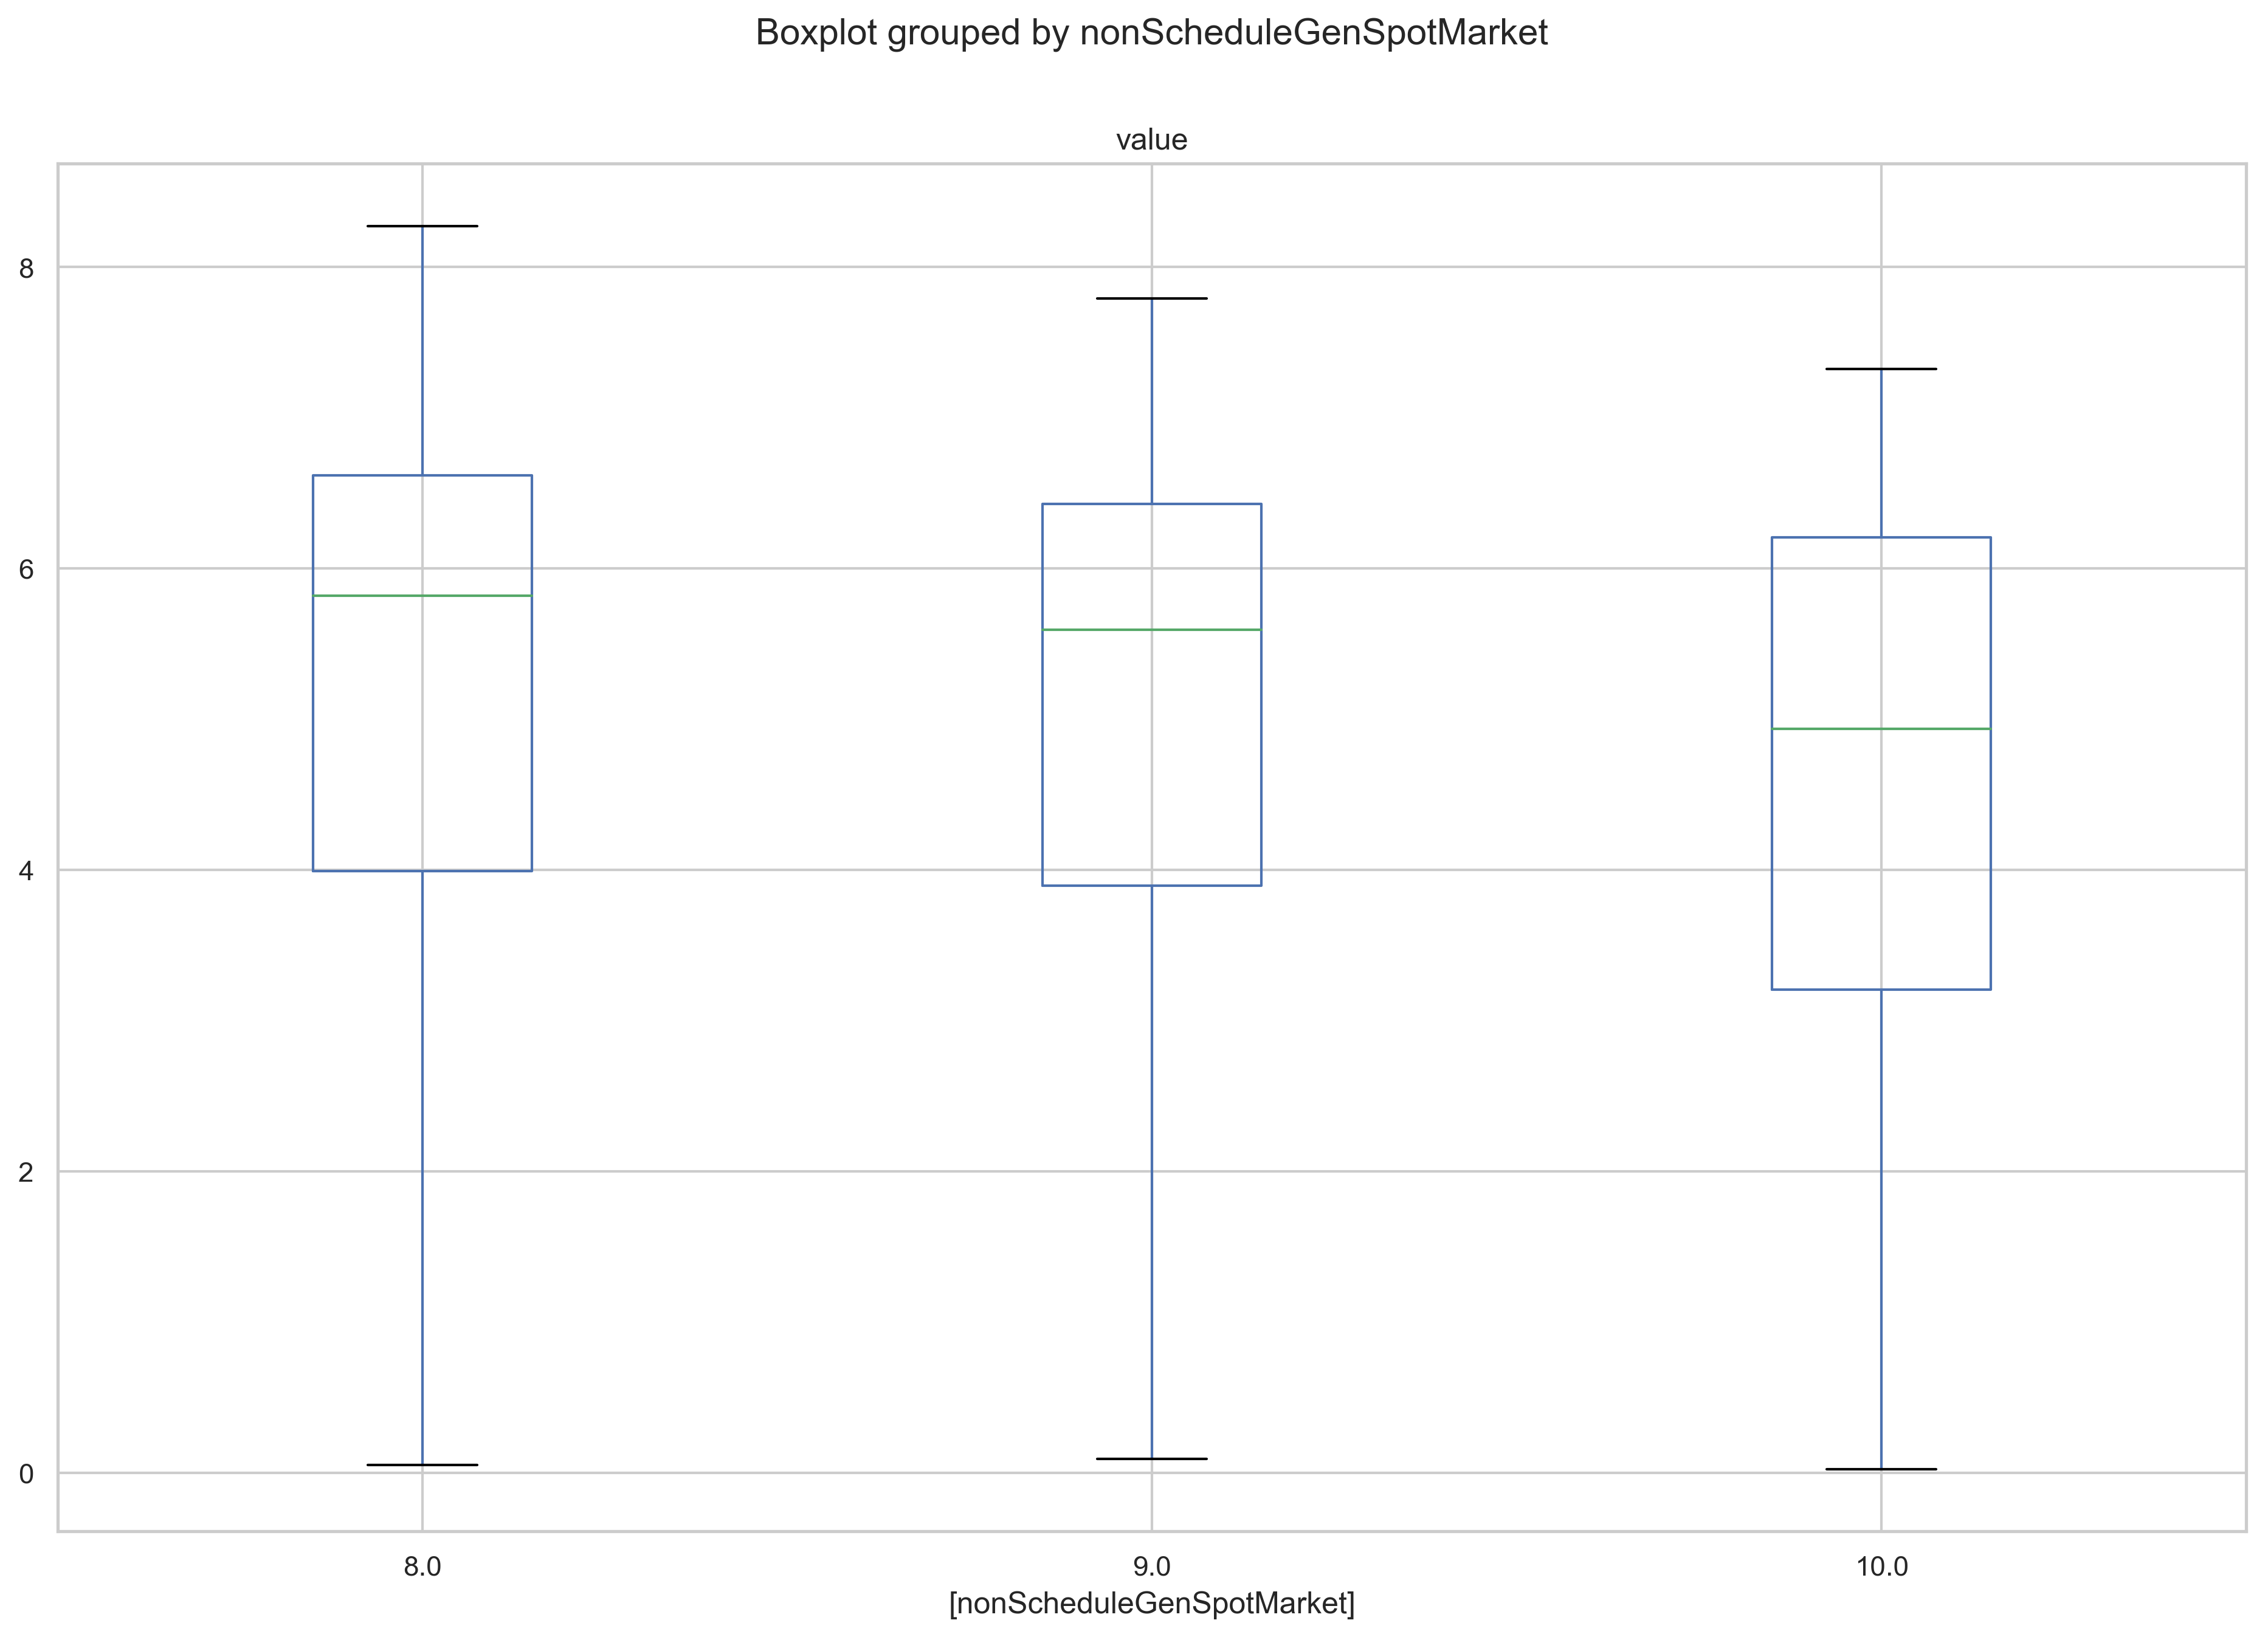 Boxplot grouped by nonScheduleGenSpotMarket
value
8
6
4
2
0
8.0 9.0 10.0
[nonScheduleGenSpotMarket]